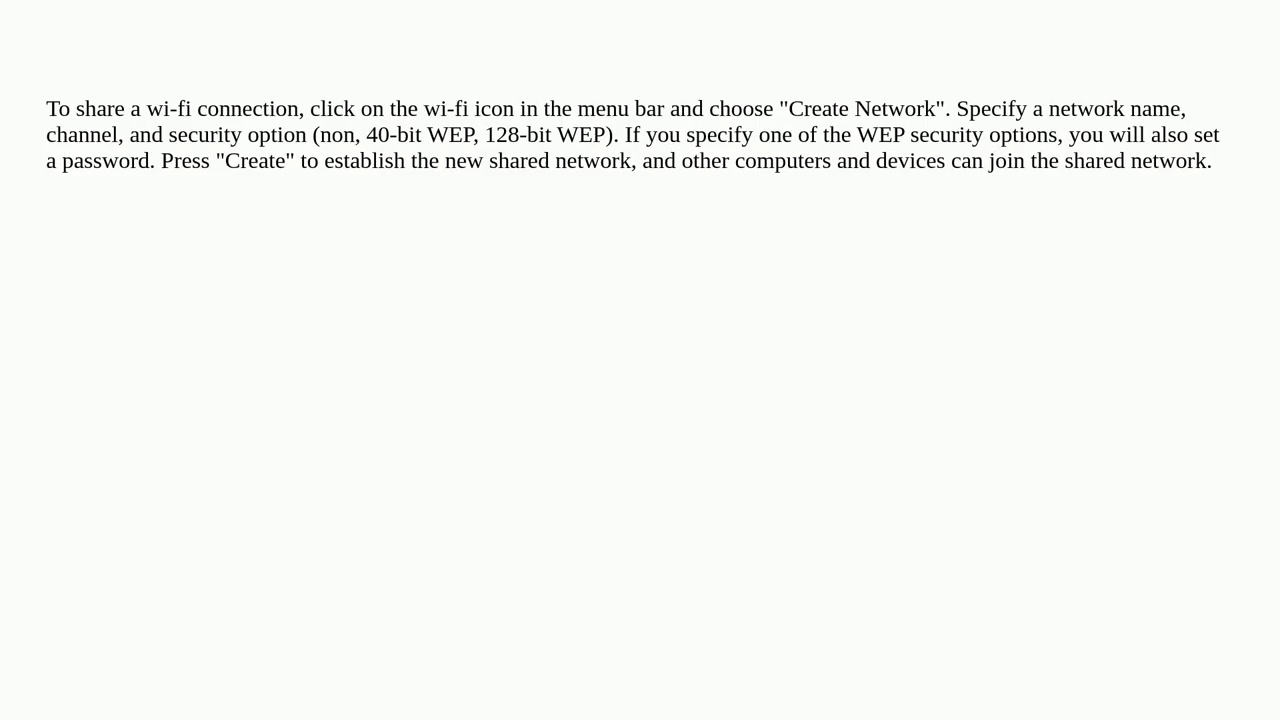 To share a wi-fi connection, click on the wi-fi icon in the menu bar and choose "Create Network". Specify a network name,
channel, and security option (non, 40-bit WEP, 128-bit WEP). If you specify one of the WEP security options, you will also set
a password. Press "Create" to establish the new shared network, and other computers and devices can join the shared network.